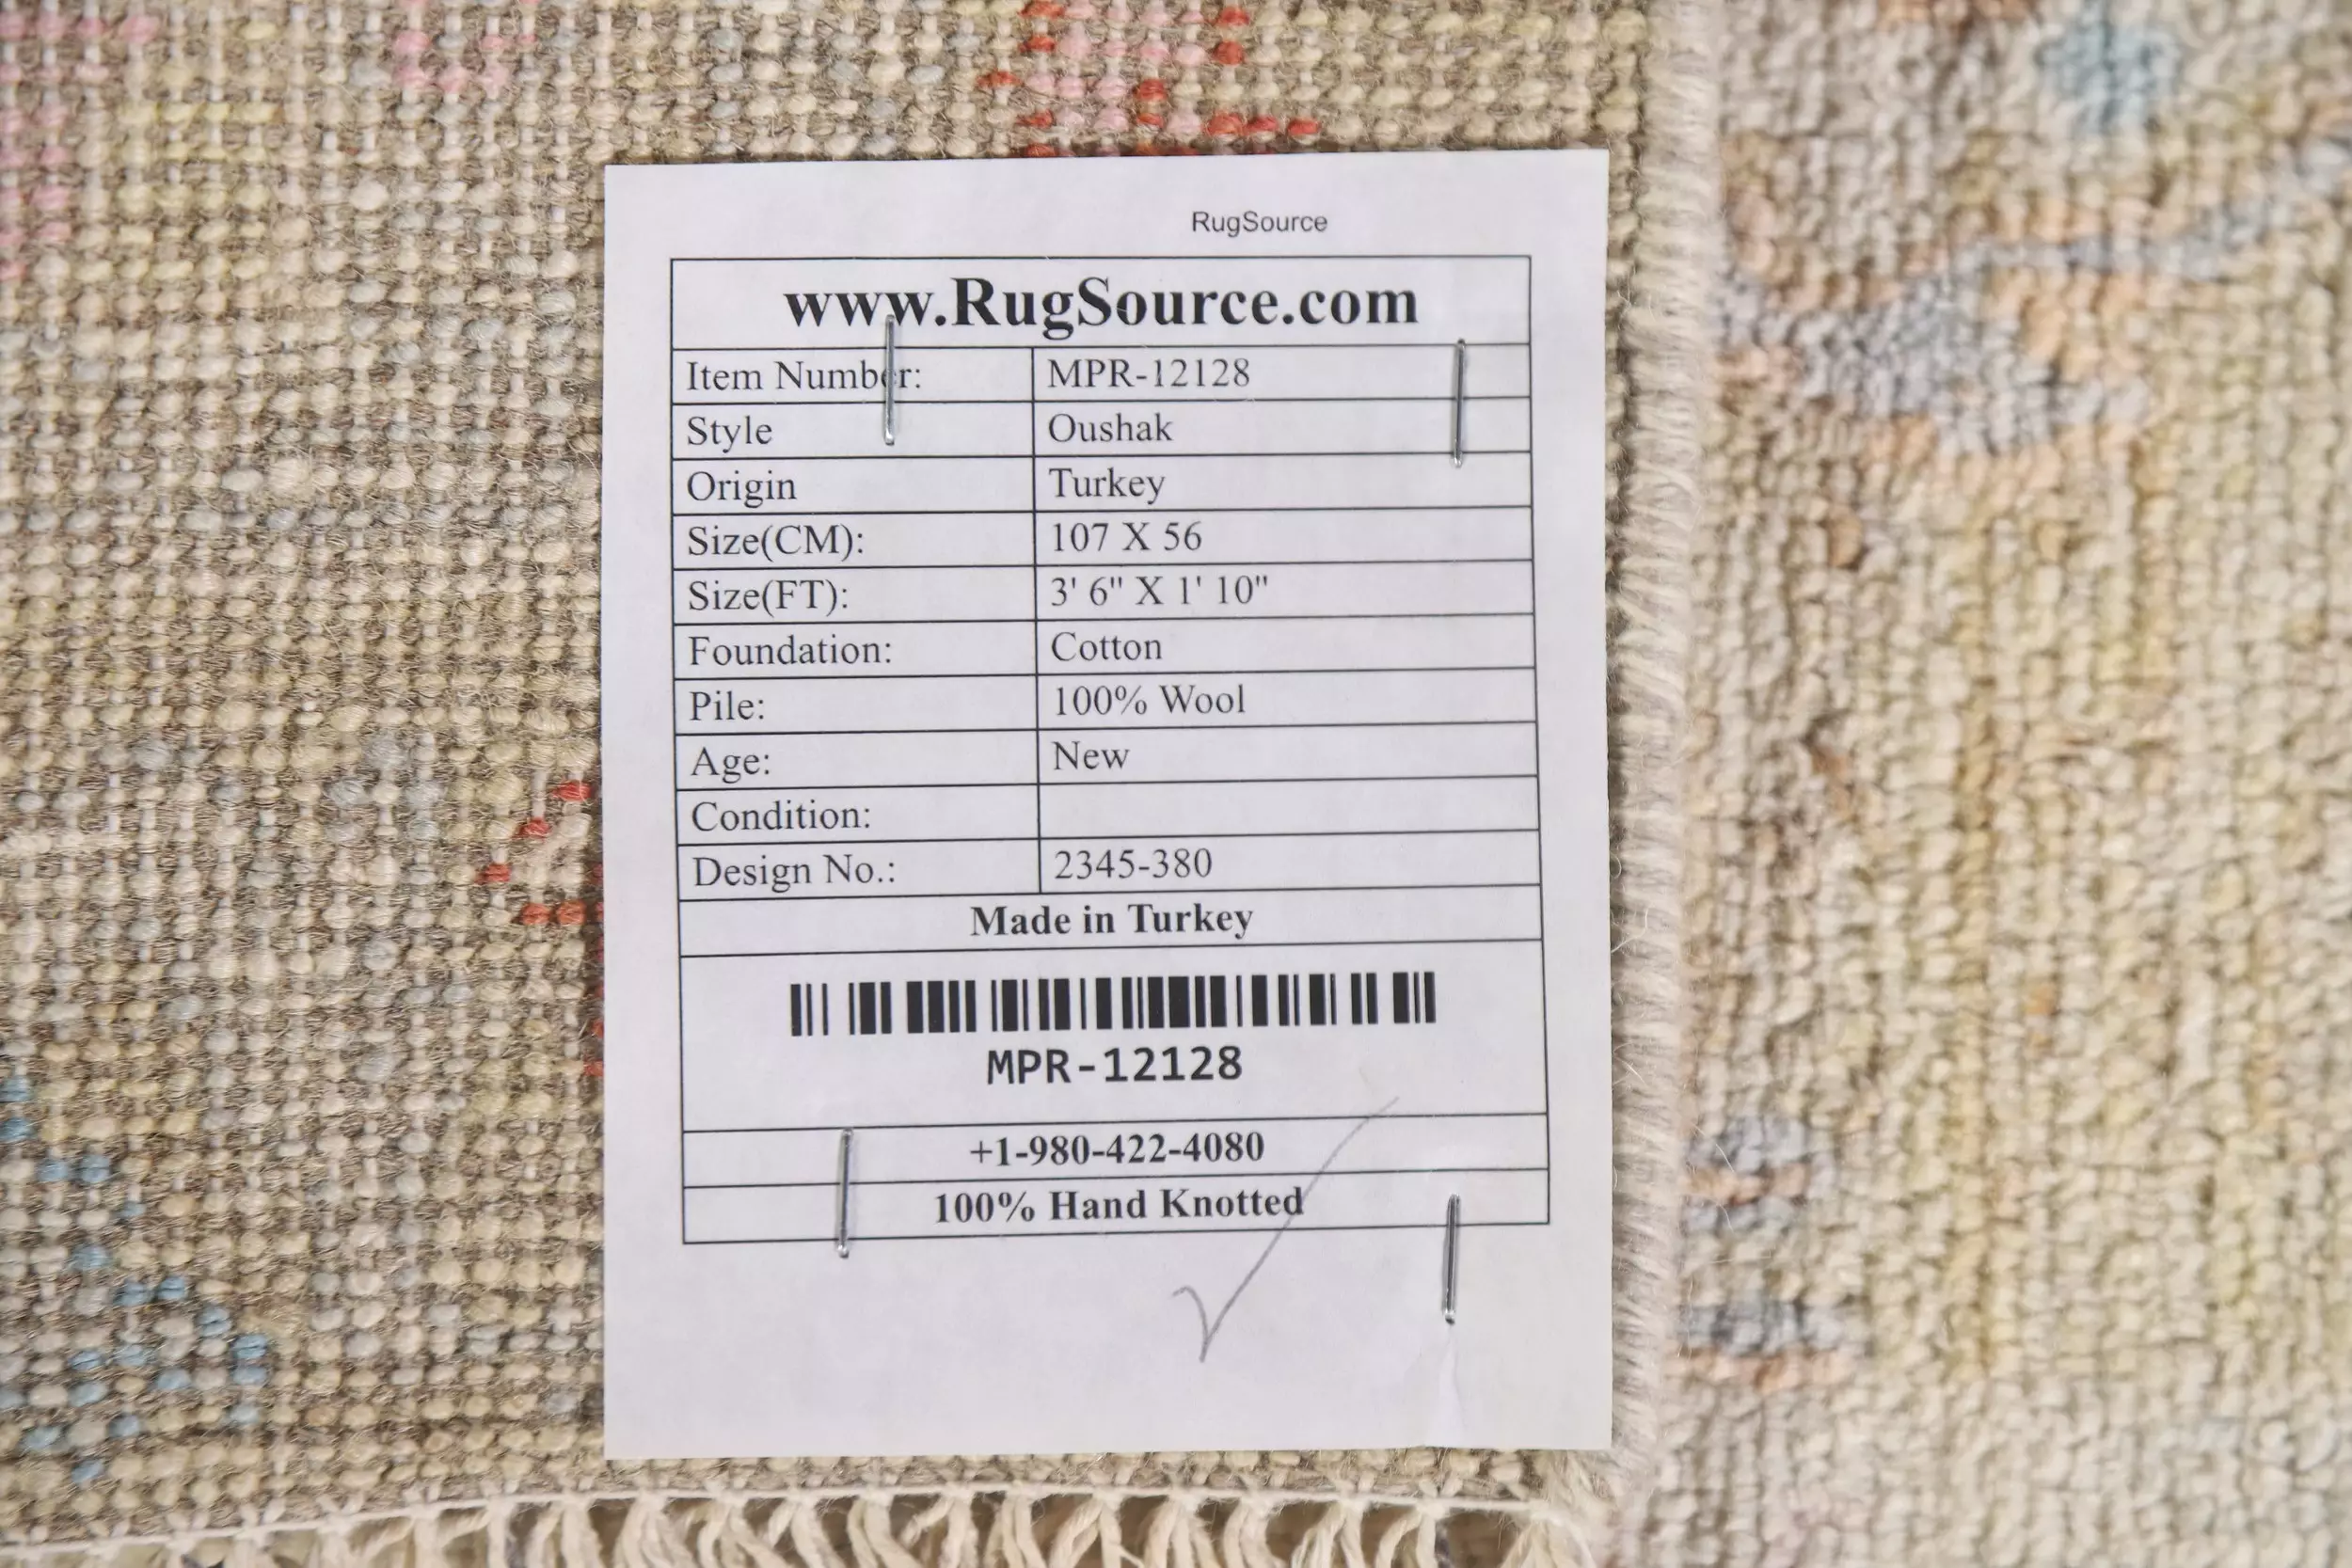 RugSource
www.RugSource.com
Item Number: MPR-12128
Style Oushak
Origin Turkey
Size(CM): 107 X 56
Size(FT): 3' 6" X 1' 10"
Foundation: Cotton
Pile: 100% Wool
Age: New
Condition:
Design No.: 2345-380
Made in Turkey
MPR-12128
+1-980-422-4080
100% Hand Knotted